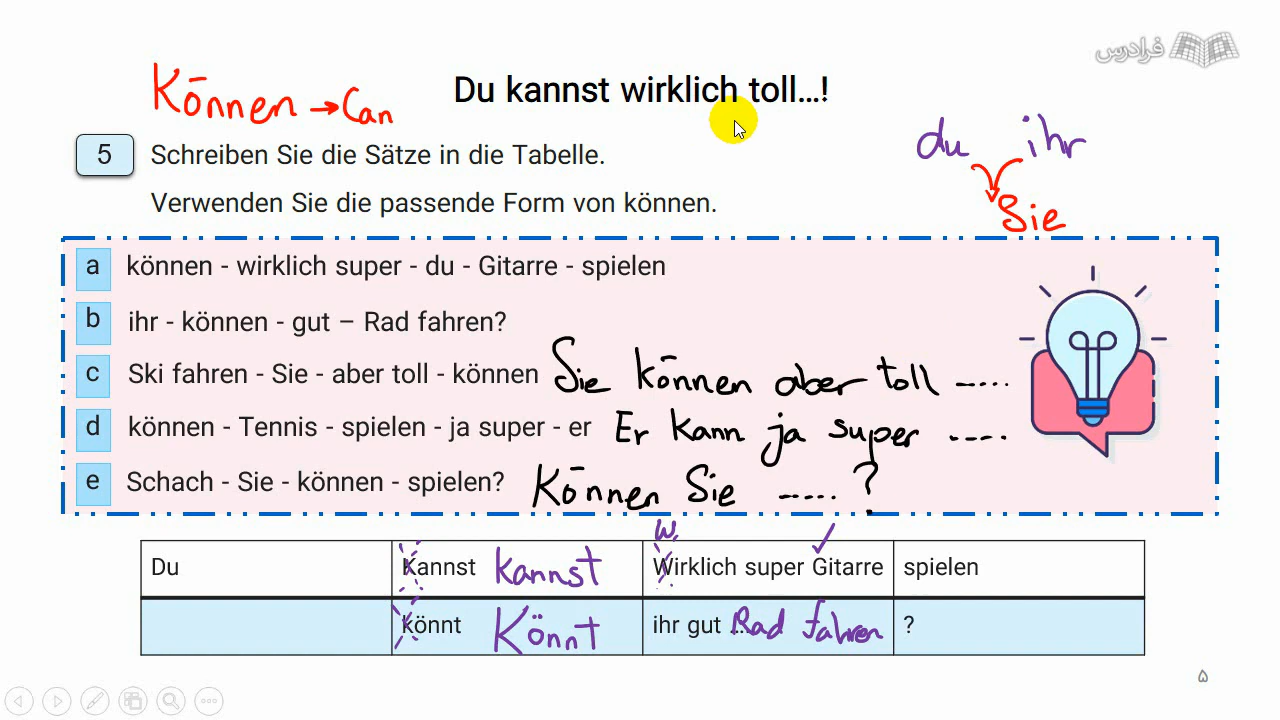 فرادرس
Du kannst wirklich toll...!
Können → Can
du ihr
Sie
5 Schreiben Sie die Sätze in die Tabelle.
Verwenden Sie die passende Form von können.
a können - wirklich super - du - Gitarre - spielen
b ihr - können - gut – Rad fahren?
c Ski fahren - Sie - aber toll - können Sie können aber toll .....
d können - Tennis - spielen - ja super - er Er kann ja super ....
e Schach - Sie - können - spielen? Können Sie ..... ?
w
Du Kannst kannst Wirklich super Gitarre ✓ spielen
könnt Könnt ihr gut ... Rad fahren ?
۵